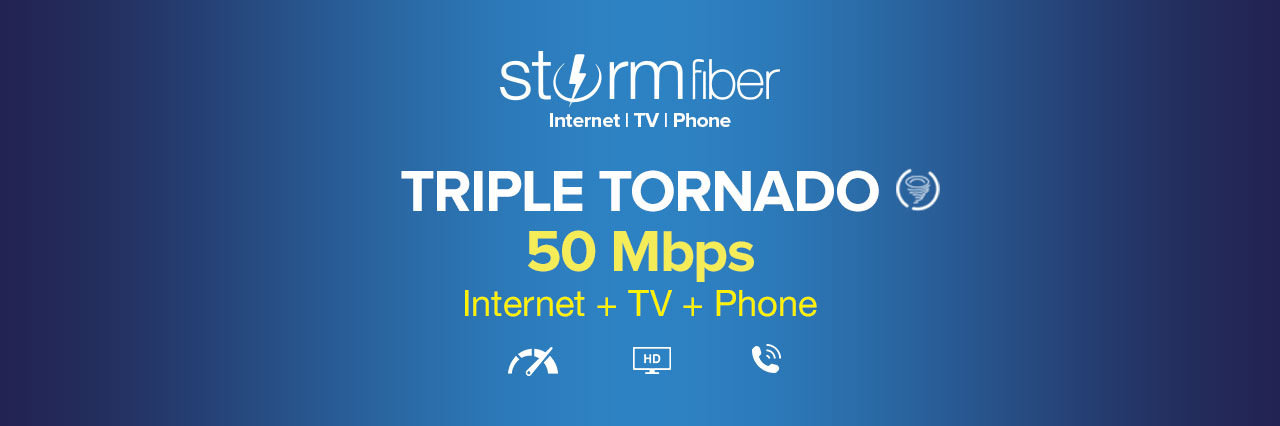 stormfiber
Internet | TV | Phone
TRIPLE TORNADO
50 Mbps
Internet + TV + Phone
HD